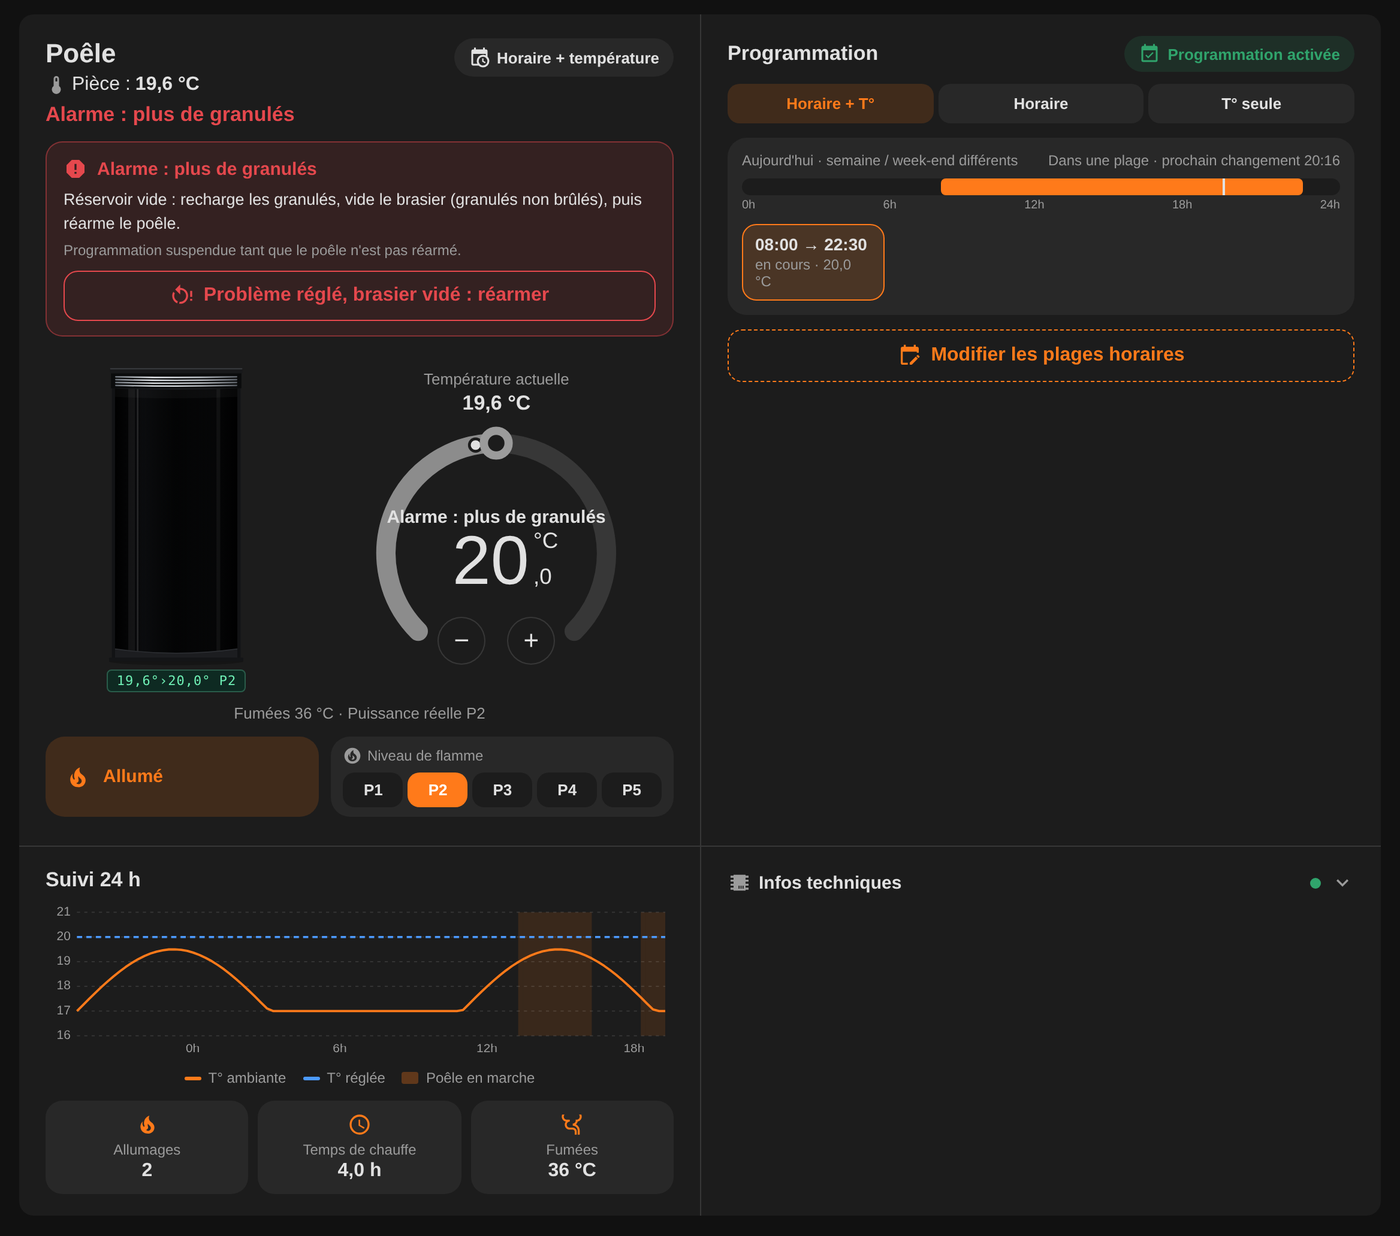 Poêle
Pièce : 19,6 °C
Alarme : plus de granulés
Horaire + température
Alarme : plus de granulés
Réservoir vide : recharge les granulés, vide le brasier (granulés non brûlés), puis
réarme le poêle.
Programmation suspendue tant que le poêle n'est pas réarmé.
Problème réglé, brasier vidé : réarmer
Température actuelle
19,6 °C
Alarme : plus de granulés
20,0 °C
− +
19,6°›20,0° P2
Fumées 36 °C · Puissance réelle P2
Allumé
Niveau de flamme
P1 P2 P3 P4 P5
Programmation
Programmation activée
Horaire + T° Horaire T° seule
Aujourd'hui · semaine / week-end différents Dans une plage · prochain changement 20:16
0h 6h 12h 18h 24h
08:00 → 22:30
en cours · 20,0
°C
Modifier les plages horaires
Suivi 24 h
21
20
19
18
17
16
0h 6h 12h 18h
T° ambiante T° réglée Poêle en marche
Allumages
2
Temps de chauffe
4,0 h
Fumées
36 °C
Infos techniques